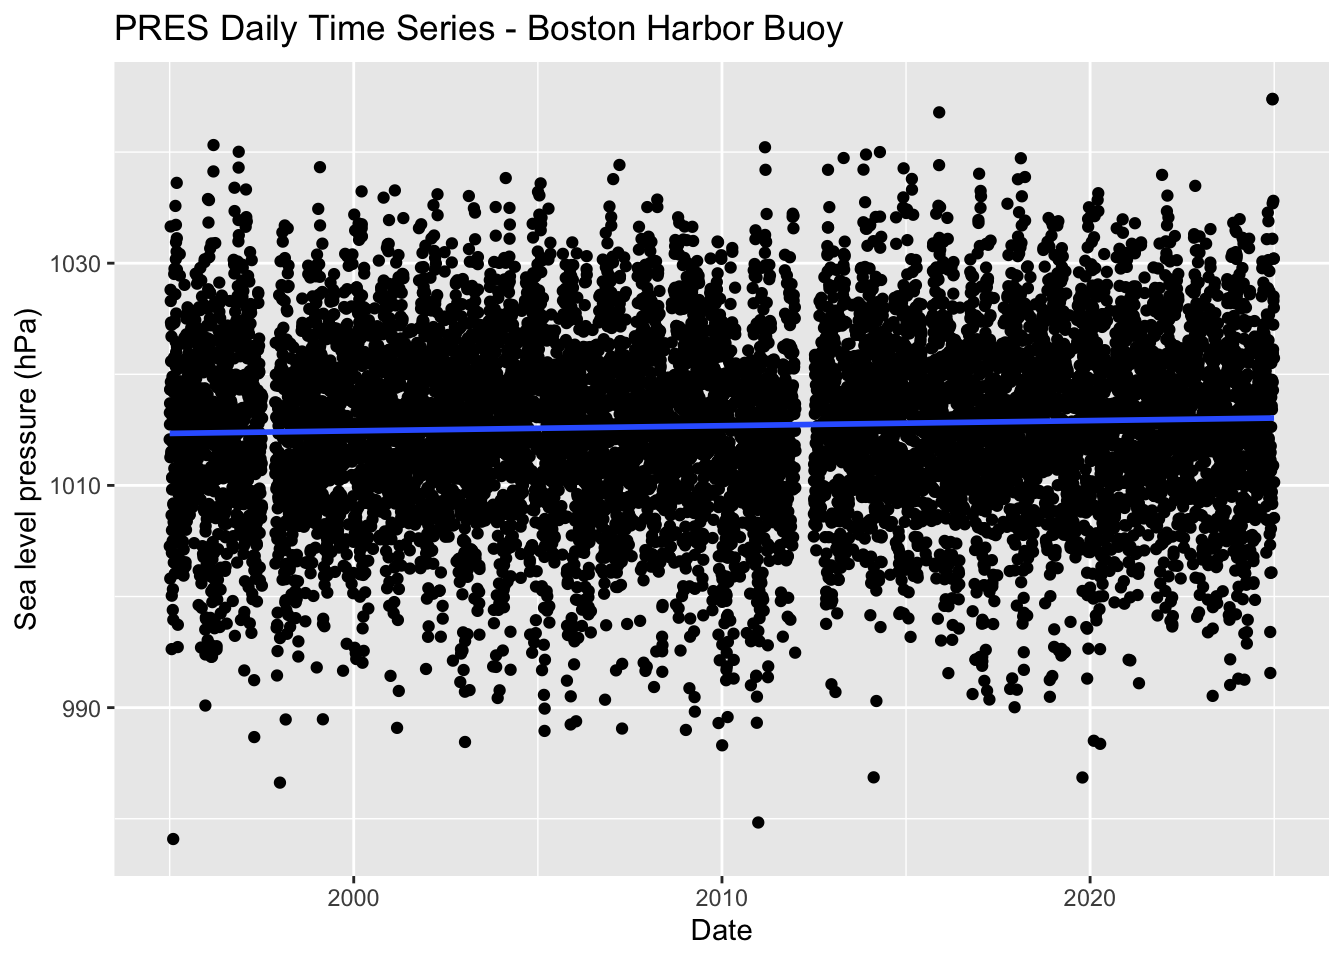 PRES Daily Time Series - Boston Harbor Buoy
Sea level pressure (hPa)
1030
1010
990
2000 2010 2020
Date